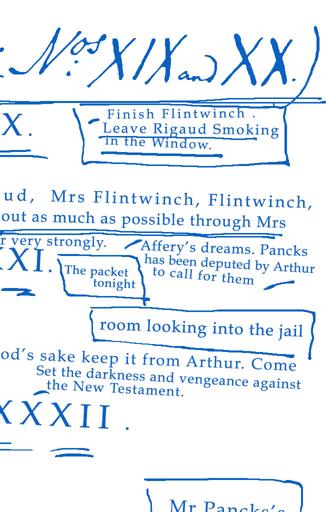 Nos. XIX and XX.)
X.
Finish Flintwinch .
Leave Rigaud Smoking
in the Window.
ud, Mrs Flintwinch, Flintwinch,
out as much as possible through Mrs
r very strongly.
Affery's dreams. Pancks
has been deputed by Arthur
to call for them
XXI.
The packet
tonight
room looking into the jail
od's sake keep it from Arthur. Come
Set the darkness and vengeance against
the New Testament.
XXXII .
Mr Pancks's